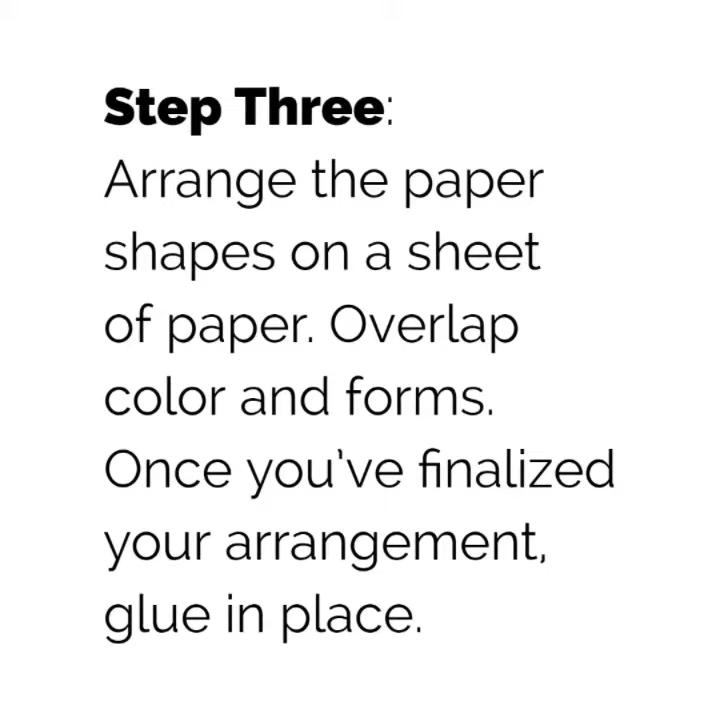 Step Three:
Arrange the paper
shapes on a sheet
of paper. Overlap
color and forms.
Once you’ve finalized
your arrangement,
glue in place.